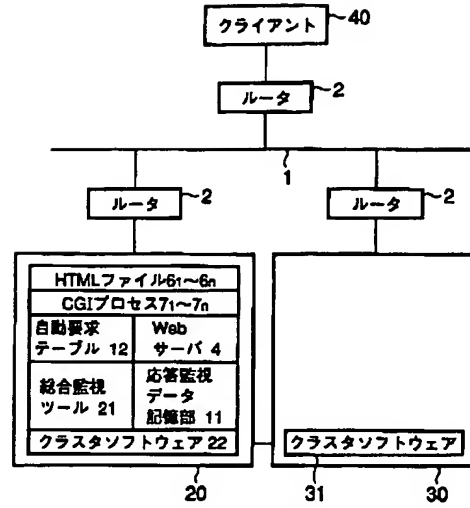 クライアント
40
ルータ
2
1
ルータ
2
ルータ
2
HTMLファイル6₁〜6ₙ
CGIプロセス7₁〜7ₙ
自動要求
テーブル 12
Web
サーバ 4
総合監視
ツール 21
応答監視
データ
記憶部 11
クラスタソフトウェア 22
20
クラスタソフトウェア
31
30